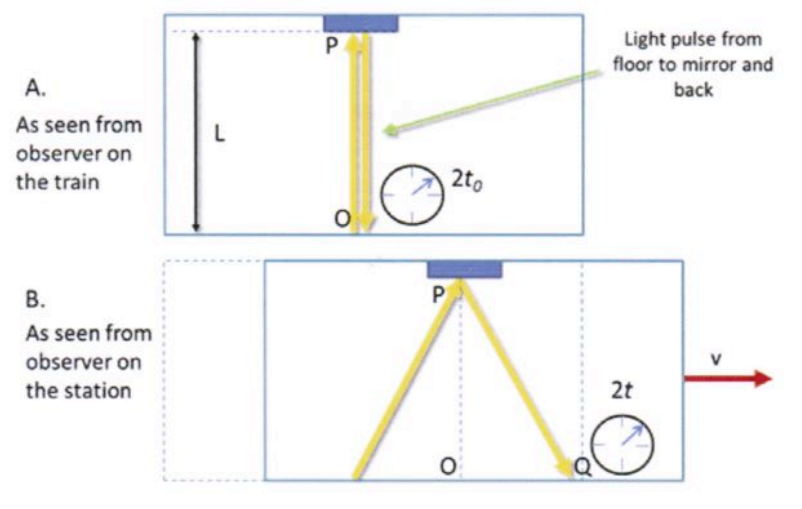 A.
As seen from
observer on
the train
L
P
O
2t₀
Light pulse from
floor to mirror and
back
B.
As seen from
observer on
the station
P
O
Q
2t
v